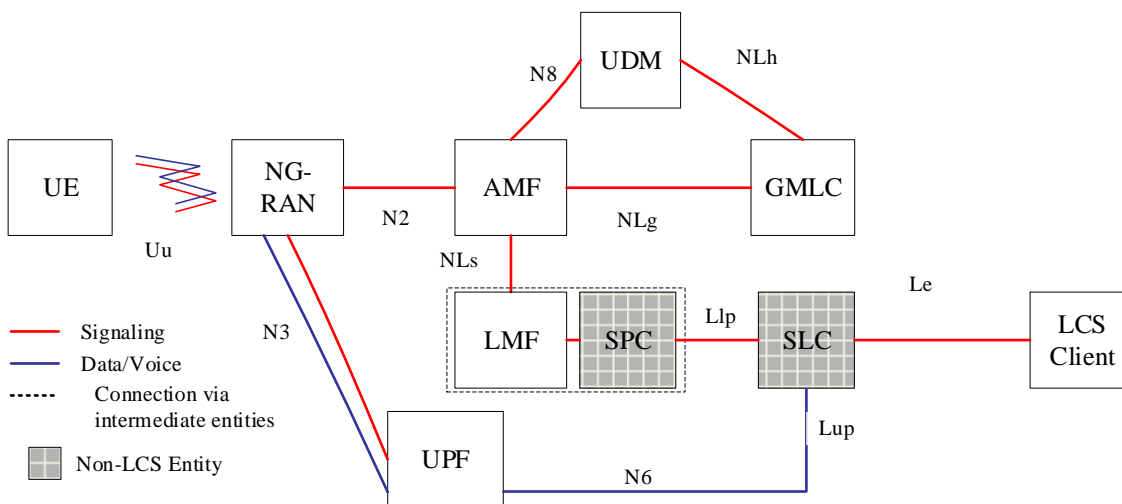 UDM
N8
NLh
UE
NG-
RAN
AMF
GMLC
N2
NLg
Uu
NLs
Le
N3
LMF
SPC
Llp
SLC
LCS
Client
Signaling
Data/Voice
Connection via
intermediate entities
Non-LCS Entity
UPF
N6
Lup